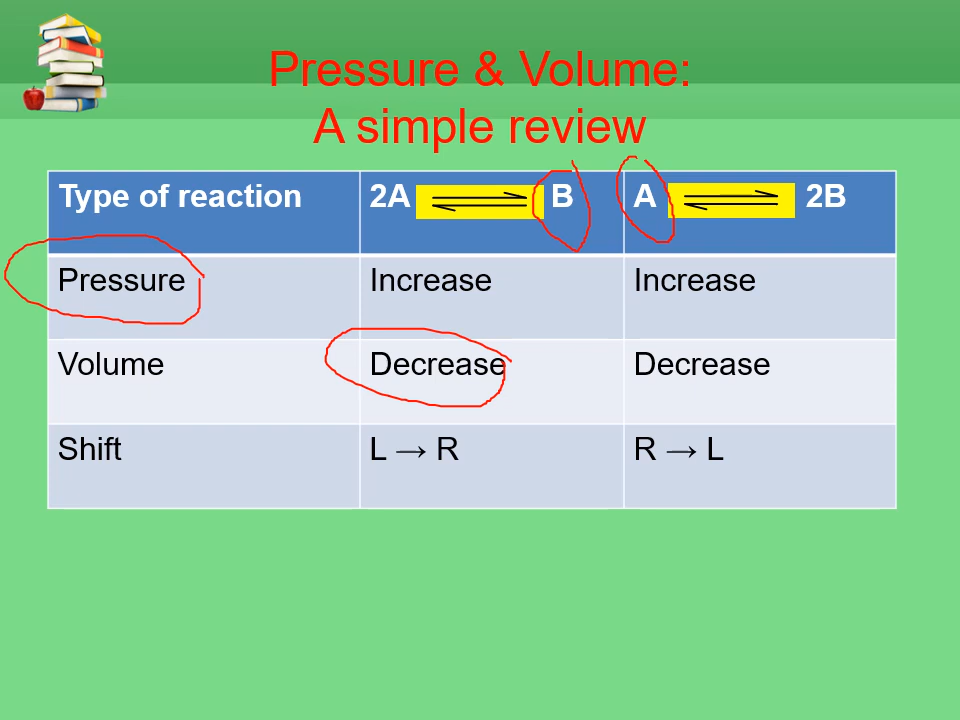 Pressure & Volume:
A simple review
Type of reaction 2A ⇌ B A ⇌ 2B
Pressure Increase Increase
Volume Decrease Decrease
Shift L → R R → L